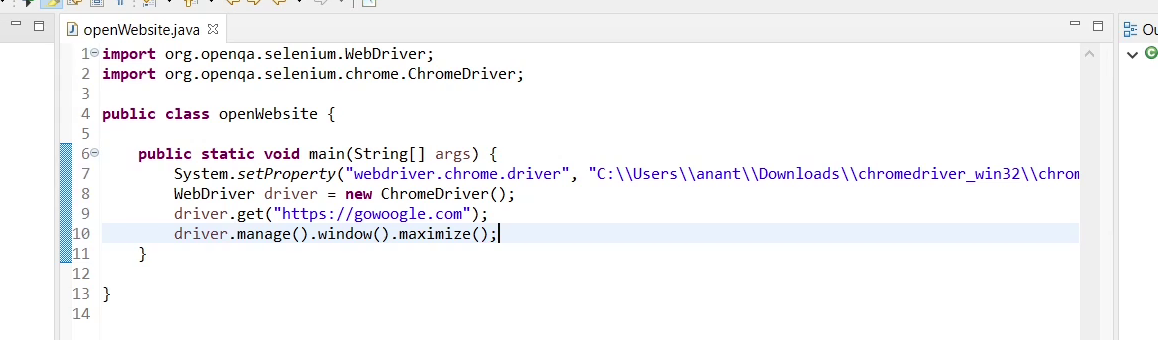 openWebsite.java
Ou
1 import org.openqa.selenium.WebDriver;
2 import org.openqa.selenium.chrome.ChromeDriver;
3
4 public class openWebsite {
5
6 public static void main(String[] args) {
7 System.setProperty("webdriver.chrome.driver", "C:\\Users\\anant\\Downloads\\chromedriver_win32\\chrom
8 WebDriver driver = new ChromeDriver();
9 driver.get("https://gowoogle.com");
10 driver.manage().window().maximize();
11 }
12
13 }
14